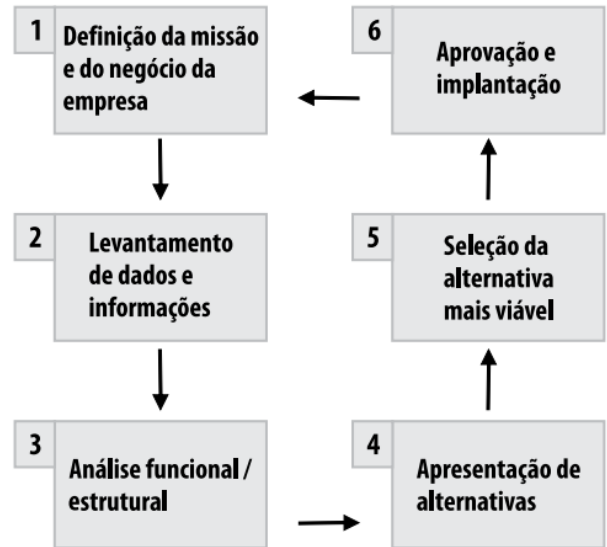 1
Definição da missão
e do negócio da
empresa
2
Levantamento
de dados e
informações
3
Análise funcional /
estrutural
4
Apresentação de
alternativas
5
Seleção da
alternativa
mais viável
6
Aprovação e
implantação